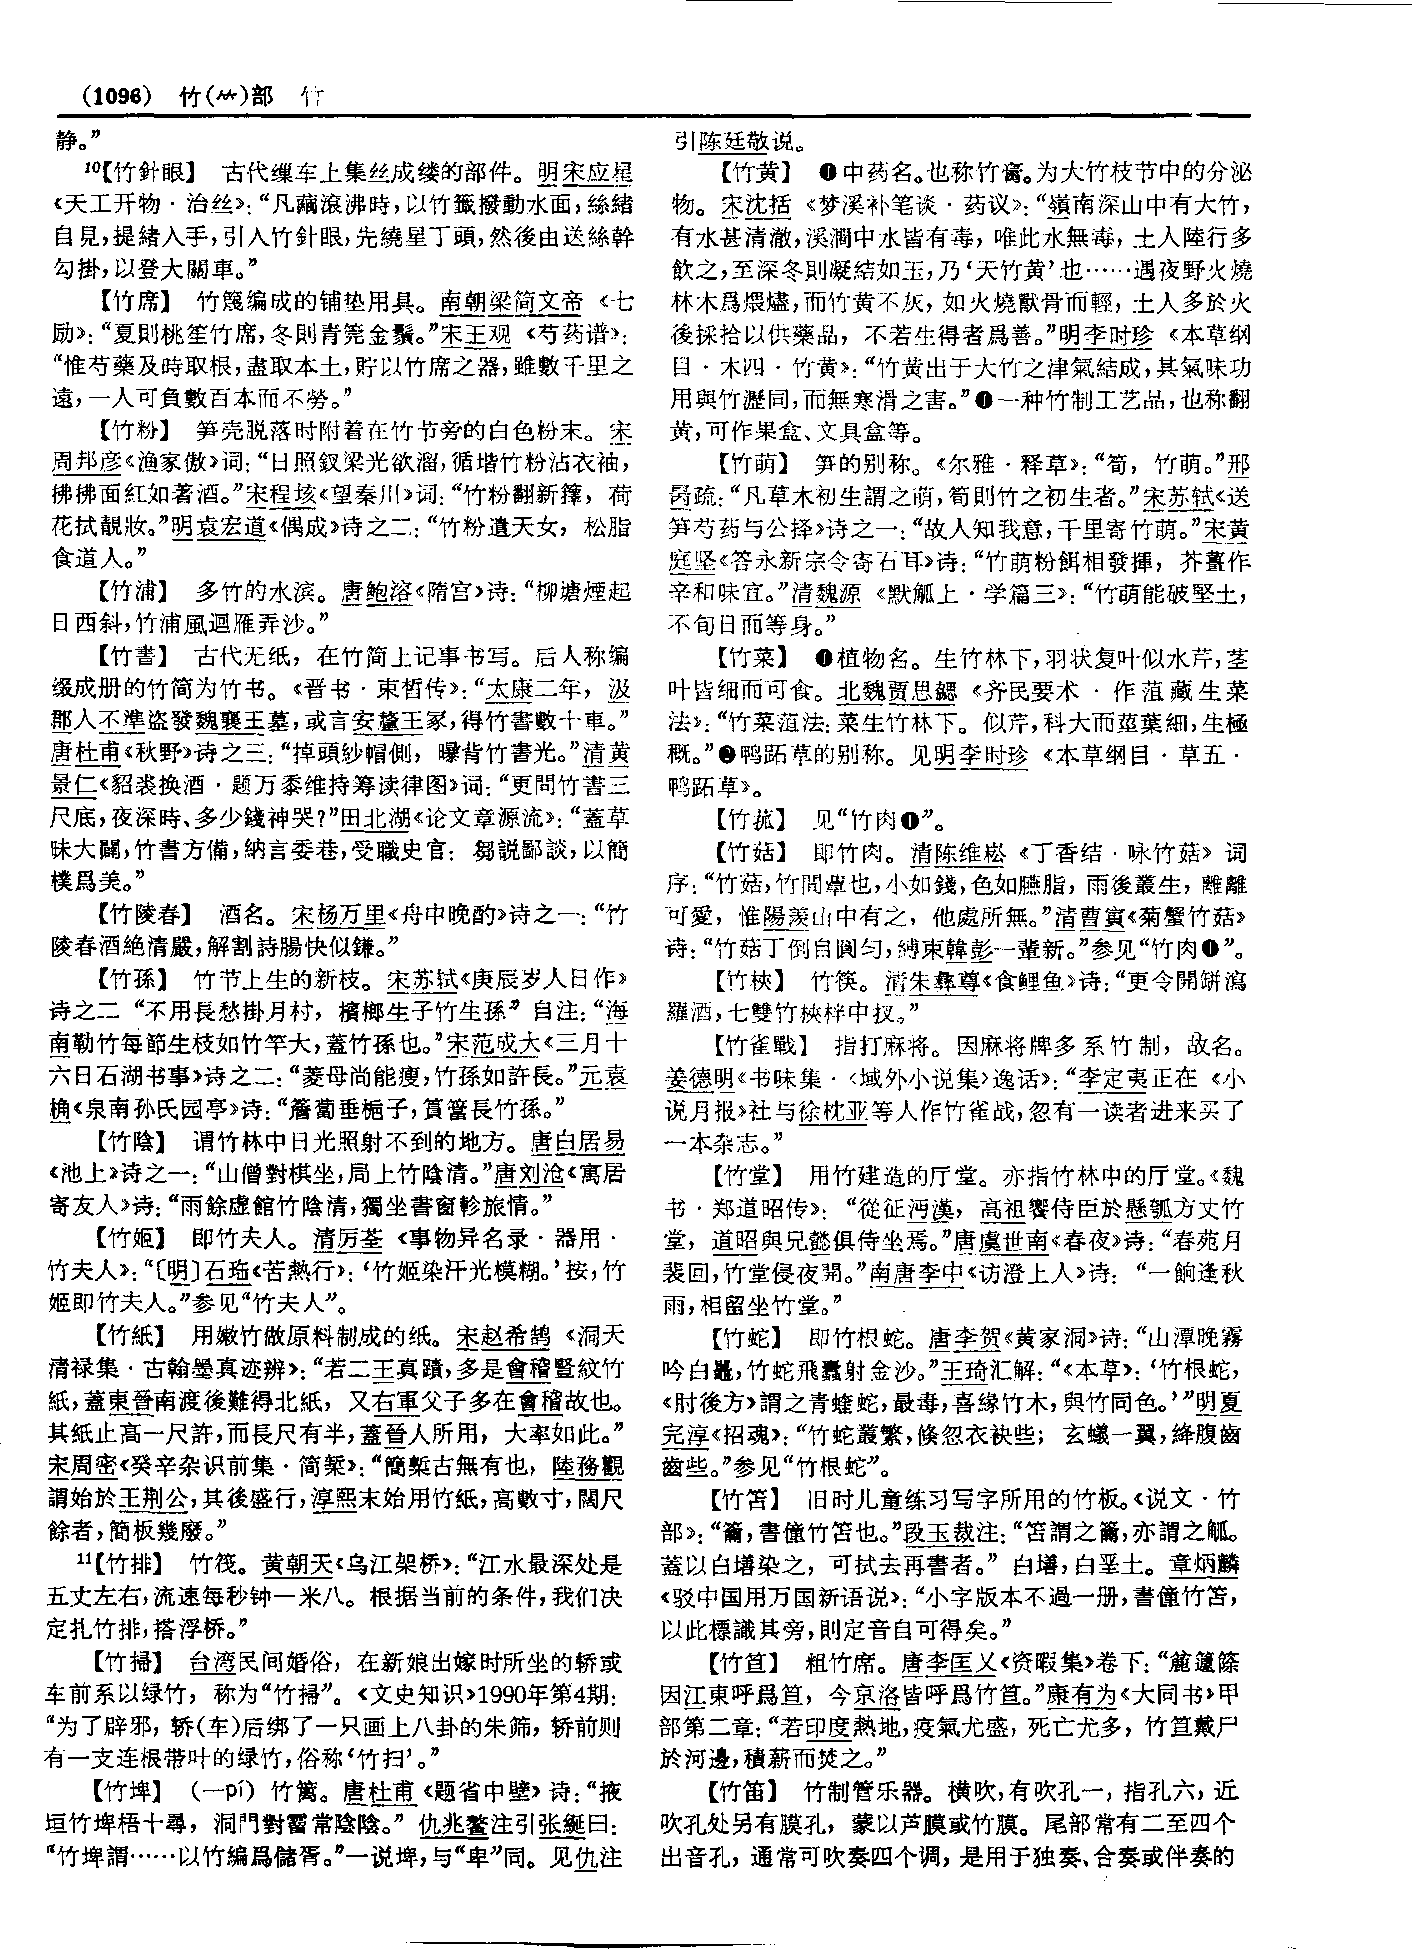 (1096) 竹(⺮)部 竹
静。”
10【竹針眼】 古代缫车上集丝成缕的部件。明宋应星
《天工开物·治丝》：“凡繭滾沸時，以竹籤撥動水面，絲緒
自見，提緒入手，引入竹針眼，先繞星丁頭，然後由送絲幹
勾掛，以登大關車。”
【竹席】 竹篾编成的铺垫用具。南朝梁简文帝《七
励》：“夏則桃笙竹席，冬則青筦金鬚。”宋王观《芍药谱》：
“惟芍藥及時取根，盡取本土，貯以竹席之器，雖數千里之
遠，一人可負數百本而不勞。”
【竹粉】 笋壳脱落时附着在竹节旁的白色粉末。宋
周邦彦《渔家傲》词：“日照釵梁光欲溜，循堦竹粉沾衣袖，
拂拂面紅如著酒。”宋程垓《望秦川》词：“竹粉翻新籜，荷
花拭靚妝。”明袁宏道《偶成》诗之二：“竹粉遺天女，松脂
食道人。”
【竹浦】 多竹的水滨。唐鲍溶《隋宫》诗：“柳塘煙起
日西斜，竹浦風迴雁弄沙。”
【竹書】 古代无纸，在竹简上记事书写。后人称编
缀成册的竹简为竹书。《晋书·束皙传》：“太康二年，汲
郡人不準盜發魏襄王墓，或言安釐王冢，得竹書數十車。”
唐杜甫《秋野》诗之三：“掉頭紗帽側，曝背竹書光。”清黄
景仁《貂裘换酒·题万黍维持筹读律图》词：“更問竹書三
尺底，夜深時、多少錢神哭？”田北湖《论文章源流》：“蓋草
昧大闢，竹書方備，納言委巷，受職史官：芻説鄙談，以簡
樸爲美。”
【竹陵春】 酒名。宋杨万里《舟中晚酌》诗之一：“竹
陵春酒絶清嚴，解割詩腸快似鎌。”
【竹孫】 竹节上生的新枝。宋苏轼《庚辰岁人日作》
诗之二“不用長愁掛月村，檳榔生子竹生孫”自注：“海
南勒竹每節生枝如竹竿大，蓋竹孫也。”宋范成大《三月十
六日石湖书事》诗之二：“菱母尚能瘦，竹孫如許長。”元袁
桷《泉南孙氏园亭》诗：“簷蔔垂梔子，篔簹長竹孫。”
【竹陰】 谓竹林中日光照射不到的地方。唐白居易
《池上》诗之一：“山僧對棋坐，局上竹陰清。”唐刘沧《寓居
寄友人》诗：“雨餘虚館竹陰清，獨坐書窗軫旅情。”
【竹姬】 即竹夫人。清厉荃《事物异名录·器用·
竹夫人》：“〔明〕石珤《苦熱行》：‘竹姬染汗光模糊。’按，竹
姬即竹夫人。”参见“竹夫人”。
【竹紙】 用嫩竹做原料制成的纸。宋赵希鹄《洞天
清禄集·古翰墨真迹辨》：“若二王真蹟，多是會稽豎紋竹
紙，蓋東晉南渡後難得北紙，又右軍父子多在會稽故也。
其紙止高一尺許，而長尺有半，蓋晉人所用，大率如此。”
宋周密《癸辛杂识前集·简椠》：“簡槧古無有也，陸務觀
謂始於王荆公，其後盛行，淳熙末始用竹紙，高數寸，闊尺
餘者，簡板幾廢。”
11【竹排】 竹筏。黄朝天《乌江架桥》：“江水最深处是
五丈左右，流速每秒钟一米八。根据当前的条件，我们决
定扎竹排，搭浮桥。”
【竹掃】 台湾民间婚俗，在新娘出嫁时所坐的轿或
车前系以绿竹，称为“竹掃”。《文史知识》1990年第4期：
“为了辟邪，轿（车）后绑了一只画上八卦的朱筛，轿前则
有一支连根带叶的绿竹，俗称‘竹扫’。”
【竹埤】 （—pí）竹篱。唐杜甫《题省中壁》诗：“掖
垣竹埤梧十尋，洞門對霤常陰陰。”仇兆鳌注引张綖曰：
“竹埤謂……以竹編爲儲胥。”一说埤，与“卑”同。见仇注
引陈廷敬说。
【竹黄】 ❶中药名。也称竹膏。为大竹枝节中的分泌
物。宋沈括《梦溪补笔谈·药议》：“嶺南深山中有大竹，
有水甚清澈，溪澗中水皆有毒，唯此水無毒，土人陸行多
飲之，至深冬則凝結如玉，乃‘天竹黄’也……遇夜野火燒
林木爲煨燼，而竹黄不灰，如火燒獸骨而輕，土人多於火
後採拾以供藥品，不若生得者爲善。”明李时珍《本草纲
目·木四·竹黄》：“竹黄出于大竹之津氣結成，其氣味功
用與竹瀝同，而無寒滑之害。”❷一种竹制工艺品，也称翻
黄，可作果盒、文具盒等。
【竹萌】 笋的别称。《尔雅·释草》：“筍，竹萌。”邢
昺疏：“凡草木初生謂之萌，筍則竹之初生者。”宋苏轼《送
笋芍药与公择》诗之一：“故人知我意，千里寄竹萌。”宋黄
庭坚《答永新宗令寄石耳》诗：“竹萌粉餌相發揮，芥薑作
辛和味宜。”清魏源《默觚上·学篇三》：“竹萌能破堅土，
不旬日而等身。”
【竹菜】 ❶植物名。生竹林下，羽状复叶似水芹，茎
叶皆细而可食。北魏贾思勰《齐民要术·作菹藏生菜
法》：“竹菜菹法：菜生竹林下。似芹，科大而莖葉細，生極
穊。”❷鸭跖草的别称。见明李时珍《本草纲目·草五·
鸭跖草》。
【竹菰】 见“竹肉❶”。
【竹菇】 即竹肉。清陈维崧《丁香结·咏竹菇》词
序：“竹菇，竹間蕈也，小如錢，色如臙脂，雨後叢生，離離
可愛，惟陽羨山中有之，他處所無。”清曹寅《菊蟹竹菇》
诗：“竹菇丁倒自圓匀，縛束韓彭一輩新。”参见“竹肉❶”。
【竹梜】 竹筷。清朱彝尊《食鲤鱼》诗：“更令開缾瀉
羅酒，七雙竹梜柈中扠。”
【竹雀戰】 指打麻将。因麻将牌多系竹制，故名。
姜德明《书味集·〈域外小说集〉逸话》：“李定夷正在《小
说月报》社与徐枕亚等人作竹雀战，忽有一读者进来买了
一本杂志。”
【竹堂】 用竹建造的厅堂。亦指竹林中的厅堂。《魏
书·郑道昭传》：“從征沔漢，高祖饗侍臣於懸瓠方丈竹
堂，道昭與兄懿俱侍坐焉。”唐虞世南《春夜》诗：“春苑月
裴回，竹堂侵夜開。”南唐李中《访澄上人》诗：“一餉逢秋
雨，相留坐竹堂。”
【竹蛇】 即竹根蛇。唐李贺《黄家洞》诗：“山潭晚霧
吟白鼉，竹蛇飛蠹射金沙。”王琦汇解：“《本草》：‘竹根蛇，
《肘後方》謂之青蝰蛇，最毒，喜緣竹木，與竹同色。’”明夏
完淳《招魂》：“竹蛇叢繁，倏忽衣袂些；玄蟻一翼，絳腹齒
齒些。”参见“竹根蛇”。
【竹笘】 旧时儿童练习写字所用的竹板。《说文·竹
部》：“籥，書僮竹笘也。”段玉裁注：“笘謂之籥，亦謂之觚。
蓋以白墡染之，可拭去再書者。”白墡，白垩土。章炳麟
《驳中国用万国新语说》：“小字版本不過一册，書僮竹笘，
以此標識其旁，則定音自可得矣。”
【竹笪】 粗竹席。唐李匡乂《资暇集》卷下：“簏籧篨
因江東呼爲笪，今京洛皆呼爲竹笪。”康有为《大同书》甲
部第二章：“若印度熱地，疫氣尤盛，死亡尤多，竹笪戴尸
於河邊，積薪而焚之。”
【竹笛】 竹制管乐器。横吹，有吹孔一，指孔六，近
吹孔处另有膜孔，蒙以芦膜或竹膜。尾部常有二至四个
出音孔，通常可吹奏四个调，是用于独奏、合奏或伴奏的